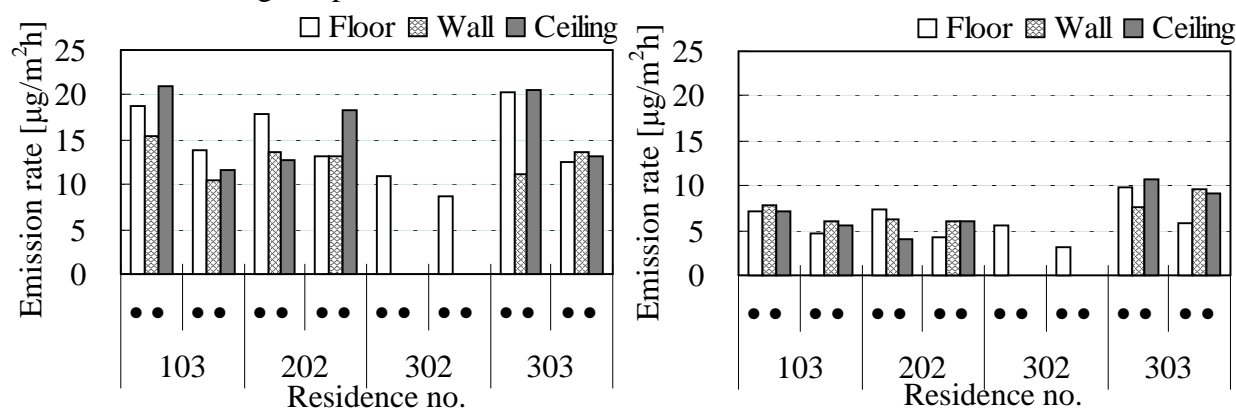 Floor Wall Ceiling
Emission rate [µg/m²h]
25
20
15
10
5
0
● ● ● ● ● ● ● ● ● ● ● ● ● ● ● ●
103 202 302 303
Residence no.
Floor Wall Ceiling
Emission rate [µg/m²h]
25
20
15
10
5
0
● ● ● ● ● ● ● ● ● ● ● ● ● ● ● ●
103 202 302 303
Residence no.